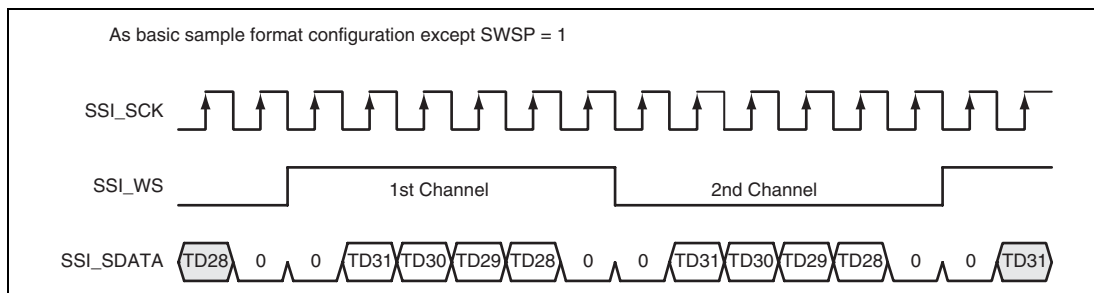 As basic sample format configuration except SWSP = 1
SSI_SCK
SSI_WS 1st Channel 2nd Channel
SSI_SDATA TD28 0 0 TD31 TD30 TD29 TD28 0 0 TD31 TD30 TD29 TD28 0 0 TD31